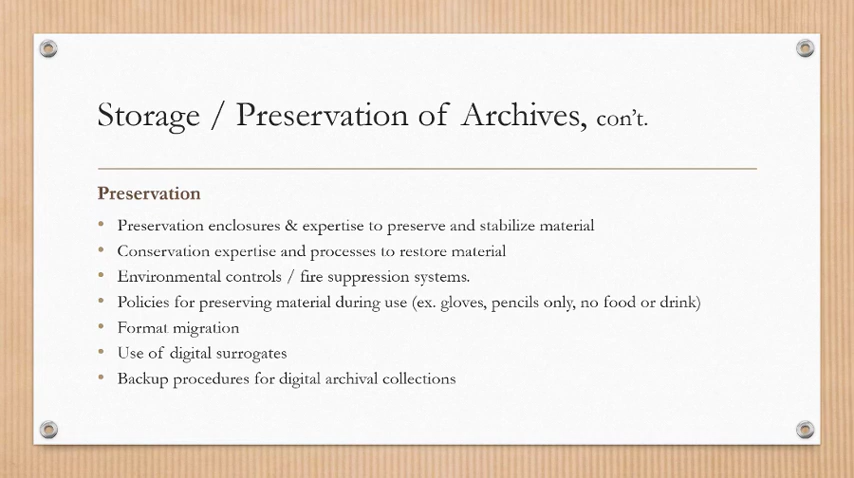 Storage / Preservation of Archives, con’t.
Preservation
• Preservation enclosures & expertise to preserve and stabilize material
• Conservation expertise and processes to restore material
• Environmental controls / fire suppression systems.
• Policies for preserving material during use (ex. gloves, pencils only, no food or drink)
• Format migration
• Use of digital surrogates
• Backup procedures for digital archival collections